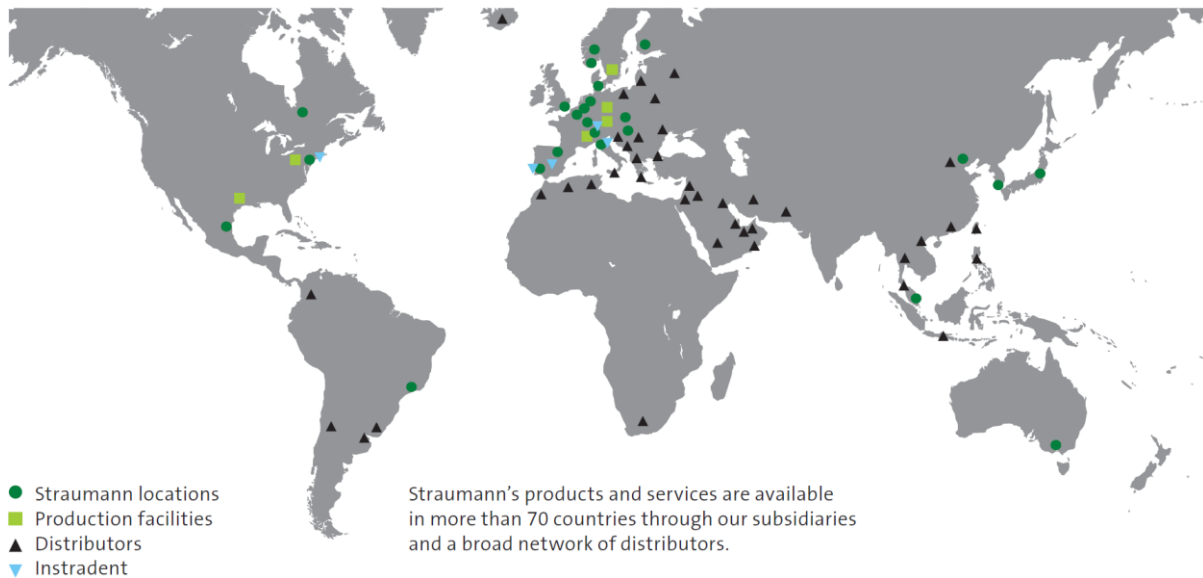 Straumann locations
Production facilities
Distributors
Instradent
Straumann's products and services are available
in more than 70 countries through our subsidiaries
and a broad network of distributors.